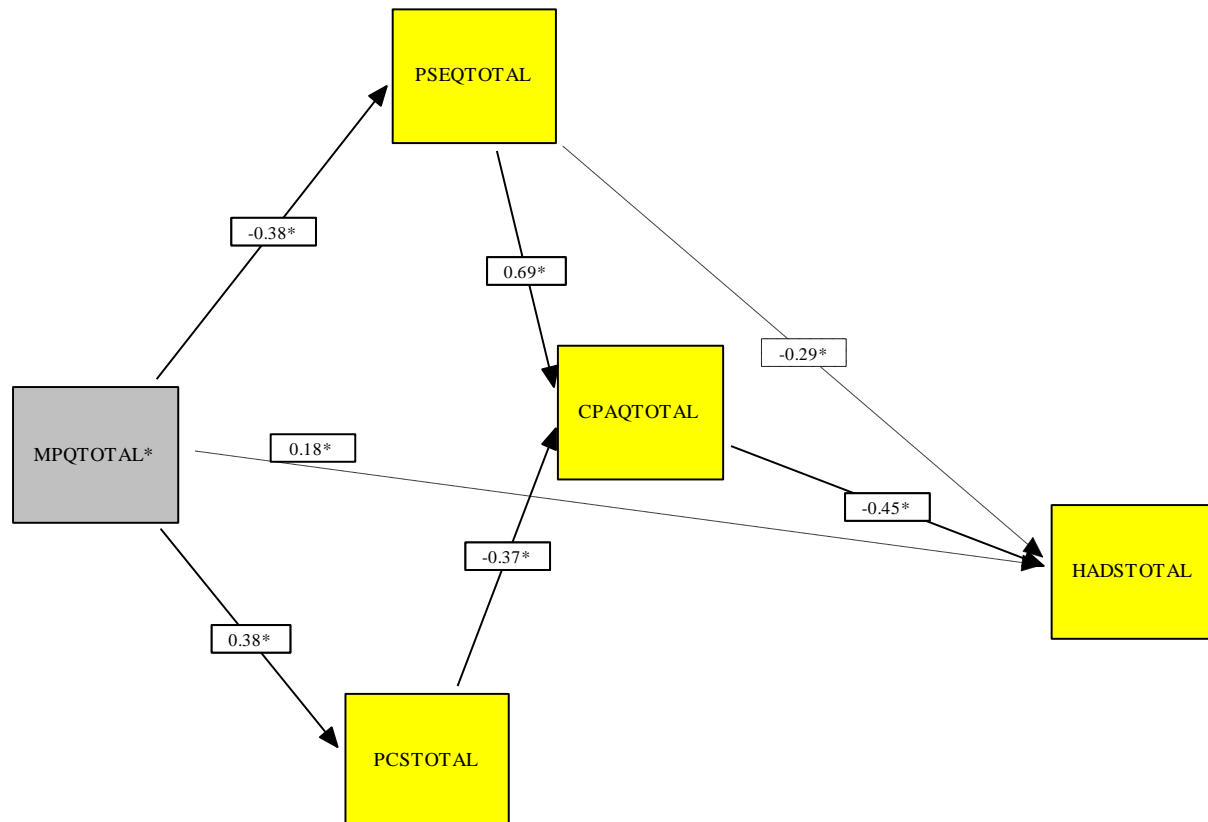 PSEQTOTAL
-0.38*
0.69*
-0.29*
CPAQTOTAL
MPQTOTAL*
0.18*
-0.45*
-0.37*
HADSTOTAL
0.38*
PCSTOTAL